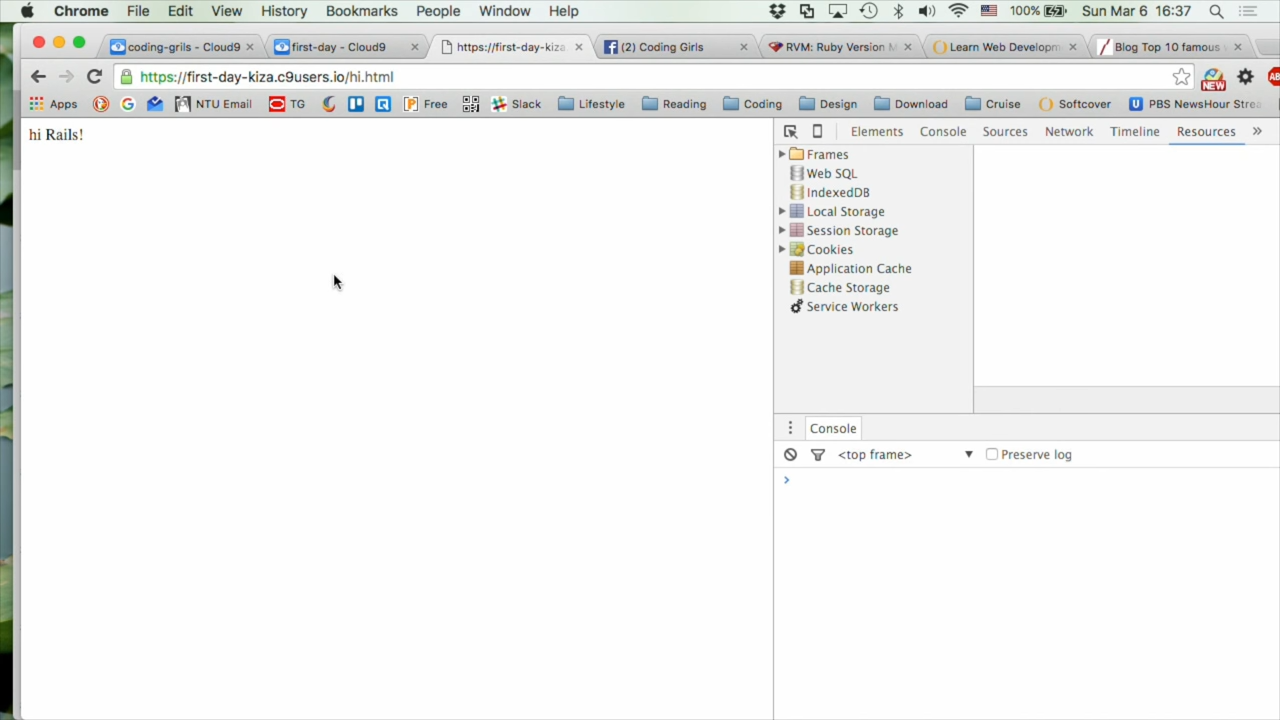 Chrome File Edit View History Bookmarks People Window Help 100% Sun Mar 6 16:37
coding-grils - Cloud9 first-day - Cloud9 https://first-day-kiza. (2) Coding Girls RVM: Ruby Version M Learn Web Developm Blog Top 10 famous
https://first-day-kiza.c9users.io/hi.html NEW
Apps NTU Email TG Free Slack Lifestyle Reading Coding Design Download Cruise Softcover PBS NewsHour Strea
hi Rails!
Elements Console Sources Network Timeline Resources »
Frames
Web SQL
IndexedDB
Local Storage
Session Storage
Cookies
Application Cache
Cache Storage
Service Workers
Console
<top frame> Preserve log
>